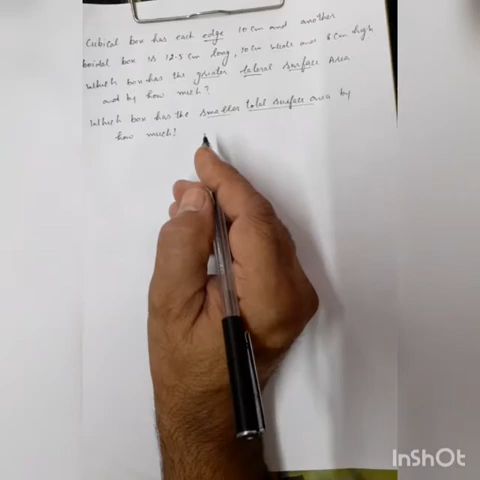 Cubical box has each edge 10 cm and another
boidal box is 12.5 cm long, 10 cm wide and 8 cm high
Which box has the greater lateral surface Area
and by how much?
Which box has the smaller total surface area by
how much?
InShOt